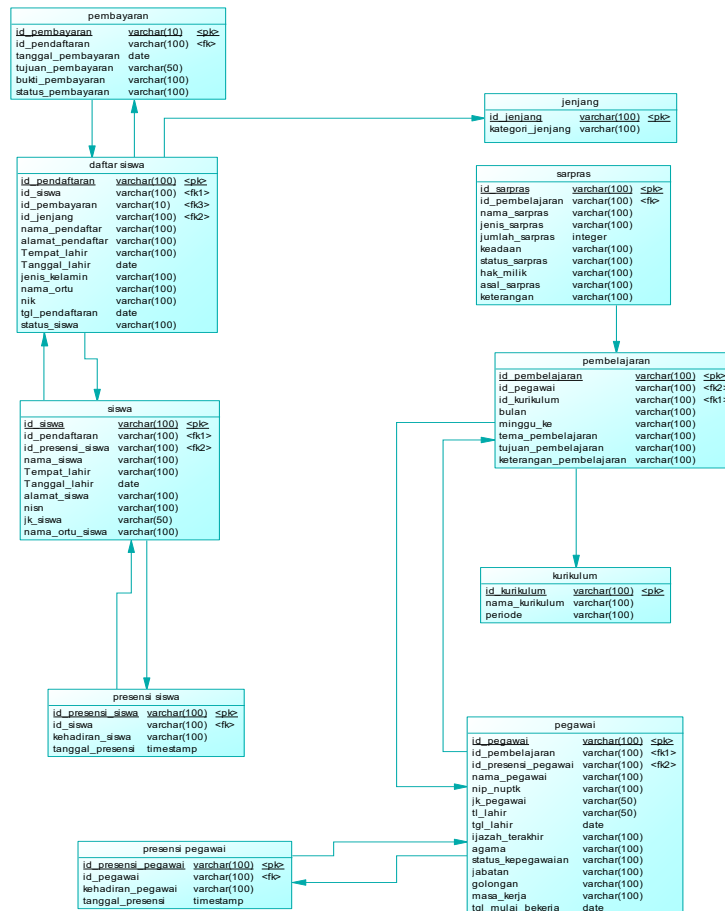 pembayaran
id_pembayaran varchar(10) <pk>
id_pendaftaran varchar(100) <fk>
tanggal_pembayaran date
tujuan_pembayaran varchar(50)
bukti_pembayaran varchar(100)
status_pembayaran varchar(100)
jenjang
id_jenjang varchar(100) <pk>
kategori_jenjang varchar(100)
daftar siswa
id_pendaftaran varchar(100) <pk>
id_siswa varchar(100) <fk1>
id_pembayaran varchar(10) <fk3>
id_jenjang varchar(100) <fk2>
nama_pendaftar varchar(100)
alamat_pendaftar varchar(100)
Tempat_lahir varchar(100)
Tanggal_lahir date
jenis_kelamin varchar(100)
nama_ortu varchar(100)
nik varchar(100)
tgl_pendaftaran date
status_siswa varchar(100)
sarpras
id_sarpras varchar(100) <pk>
id_pembelajaran varchar(100) <fk>
nama_sarpras varchar(100)
jenis_sarpras varchar(100)
jumlah_sarpras integer
keadaan varchar(100)
status_sarpras varchar(100)
hak_milik varchar(100)
asal_sarpras varchar(100)
keterangan varchar(100)
pembelajaran
id_pembelajaran varchar(100) <pk>
id_pegawai varchar(100) <fk2>
id_kurikulum varchar(100) <fk1>
bulan varchar(100)
minggu_ke varchar(100)
tema_pembelajaran varchar(100)
tujuan_pembelajaran varchar(100)
keterangan_pembelajaran varchar(100)
siswa
id_siswa varchar(100) <pk>
id_pendaftaran varchar(100) <fk1>
id_presensi_siswa varchar(100) <fk2>
nama_siswa varchar(100)
Tempat_lahir varchar(100)
Tanggal_lahir date
alamat_siswa varchar(100)
nisn varchar(100)
jk_siswa varchar(50)
nama_ortu_siswa varchar(100)
kurikulum
id_kurikulum varchar(100) <pk>
nama_kurikulum varchar(100)
periode varchar(100)
presensi siswa
id_presensi_siswa varchar(100) <pk>
id_siswa varchar(100) <fk>
kehadiran_siswa varchar(100)
tanggal_presensi timestamp
pegawai
id_pegawai varchar(100) <pk>
id_pembelajaran varchar(100) <fk1>
id_presensi_pegawai varchar(100) <fk2>
nama_pegawai varchar(100)
nip_nuptk varchar(100)
jk_pegawai varchar(50)
tl_lahir varchar(50)
tgl_lahir date
ijazah_terakhir varchar(100)
agama varchar(100)
status_kepegawaian varchar(100)
jabatan varchar(100)
golongan varchar(100)
masa_kerja varchar(100)
tgl_mulai_bekerja date
presensi pegawai
id_presensi_pegawai varchar(100) <pk>
id_pegawai varchar(100) <fk>
kehadiran_pegawai varchar(100)
tanggal_presensi timestamp